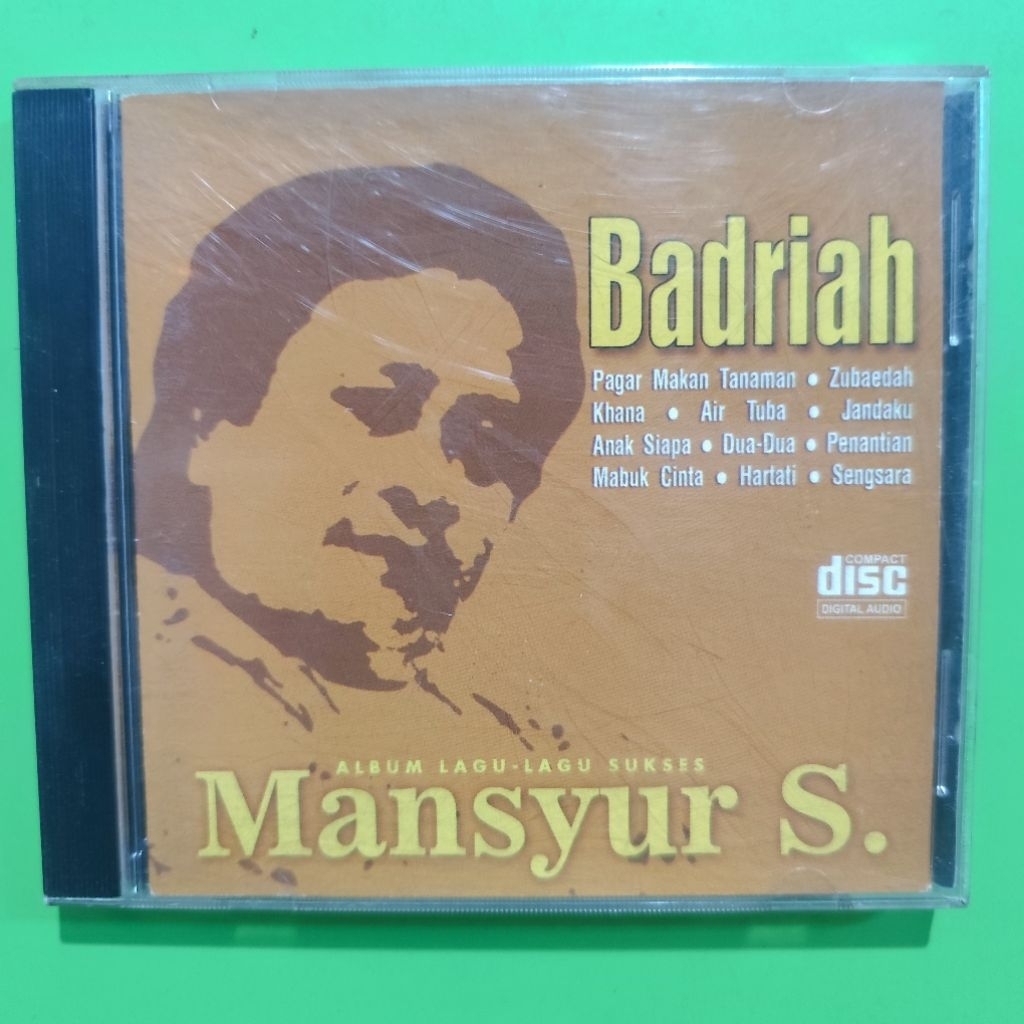 Badriah
Pagar Makan Tanaman • Zubaedah
Khana • Air Tuba • Jandaku
Anak Siapa • Dua-Dua • Penantian
Mabuk Cinta • Hartati • Sengsara
COMPACT
disc
DIGITAL AUDIO
ALBUM LAGU-LAGU SUKSES
Mansyur S.